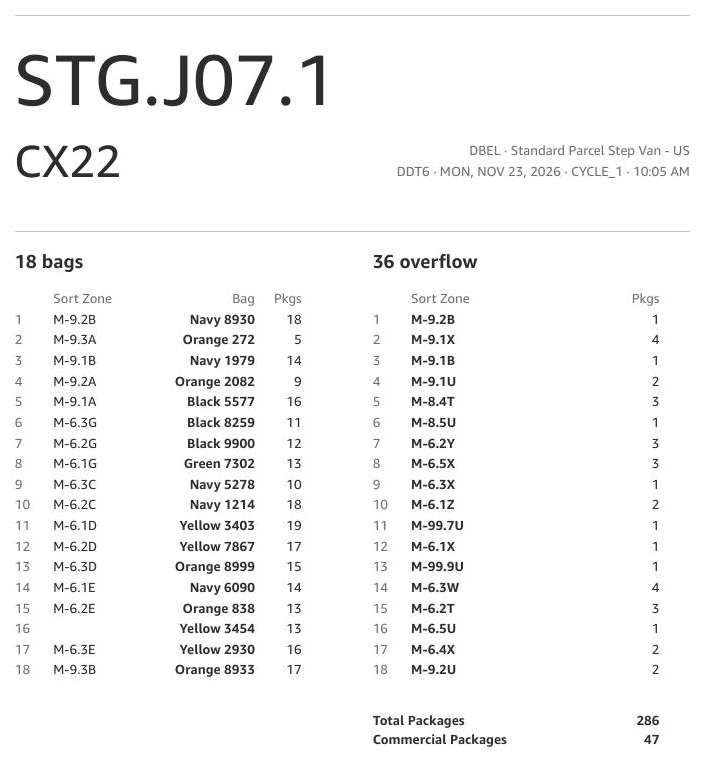 STG.J07.1
CX22
DBEL · Standard Parcel Step Van - US
DDT6 · MON, NOV 23, 2026 · CYCLE_1 · 10:05 AM
18 bags
Sort Zone Bag Pkgs
1 M-9.2B Navy 8930 18
2 M-9.3A Orange 272 5
3 M-9.1B Navy 1979 14
4 M-9.2A Orange 2082 9
5 M-9.1A Black 5577 16
6 M-6.3G Black 8259 11
7 M-6.2G Black 9900 12
8 M-6.1G Green 7302 13
9 M-6.3C Navy 5278 10
10 M-6.2C Navy 1214 18
11 M-6.1D Yellow 3403 19
12 M-6.2D Yellow 7867 17
13 M-6.3D Orange 8999 15
14 M-6.1E Navy 6090 14
15 M-6.2E Orange 838 13
16 Yellow 3454 13
17 M-6.3E Yellow 2930 16
18 M-9.3B Orange 8933 17
36 overflow
Sort Zone Pkgs
1 M-9.2B 1
2 M-9.1X 4
3 M-9.1B 1
4 M-9.1U 2
5 M-8.4T 3
6 M-8.5U 1
7 M-6.2Y 3
8 M-6.5X 3
9 M-6.3X 1
10 M-6.1Z 2
11 M-99.7U 1
12 M-6.1X 1
13 M-99.9U 1
14 M-6.3W 4
15 M-6.2T 3
16 M-6.5U 1
17 M-6.4X 2
18 M-9.2U 2
Total Packages 286
Commercial Packages 47